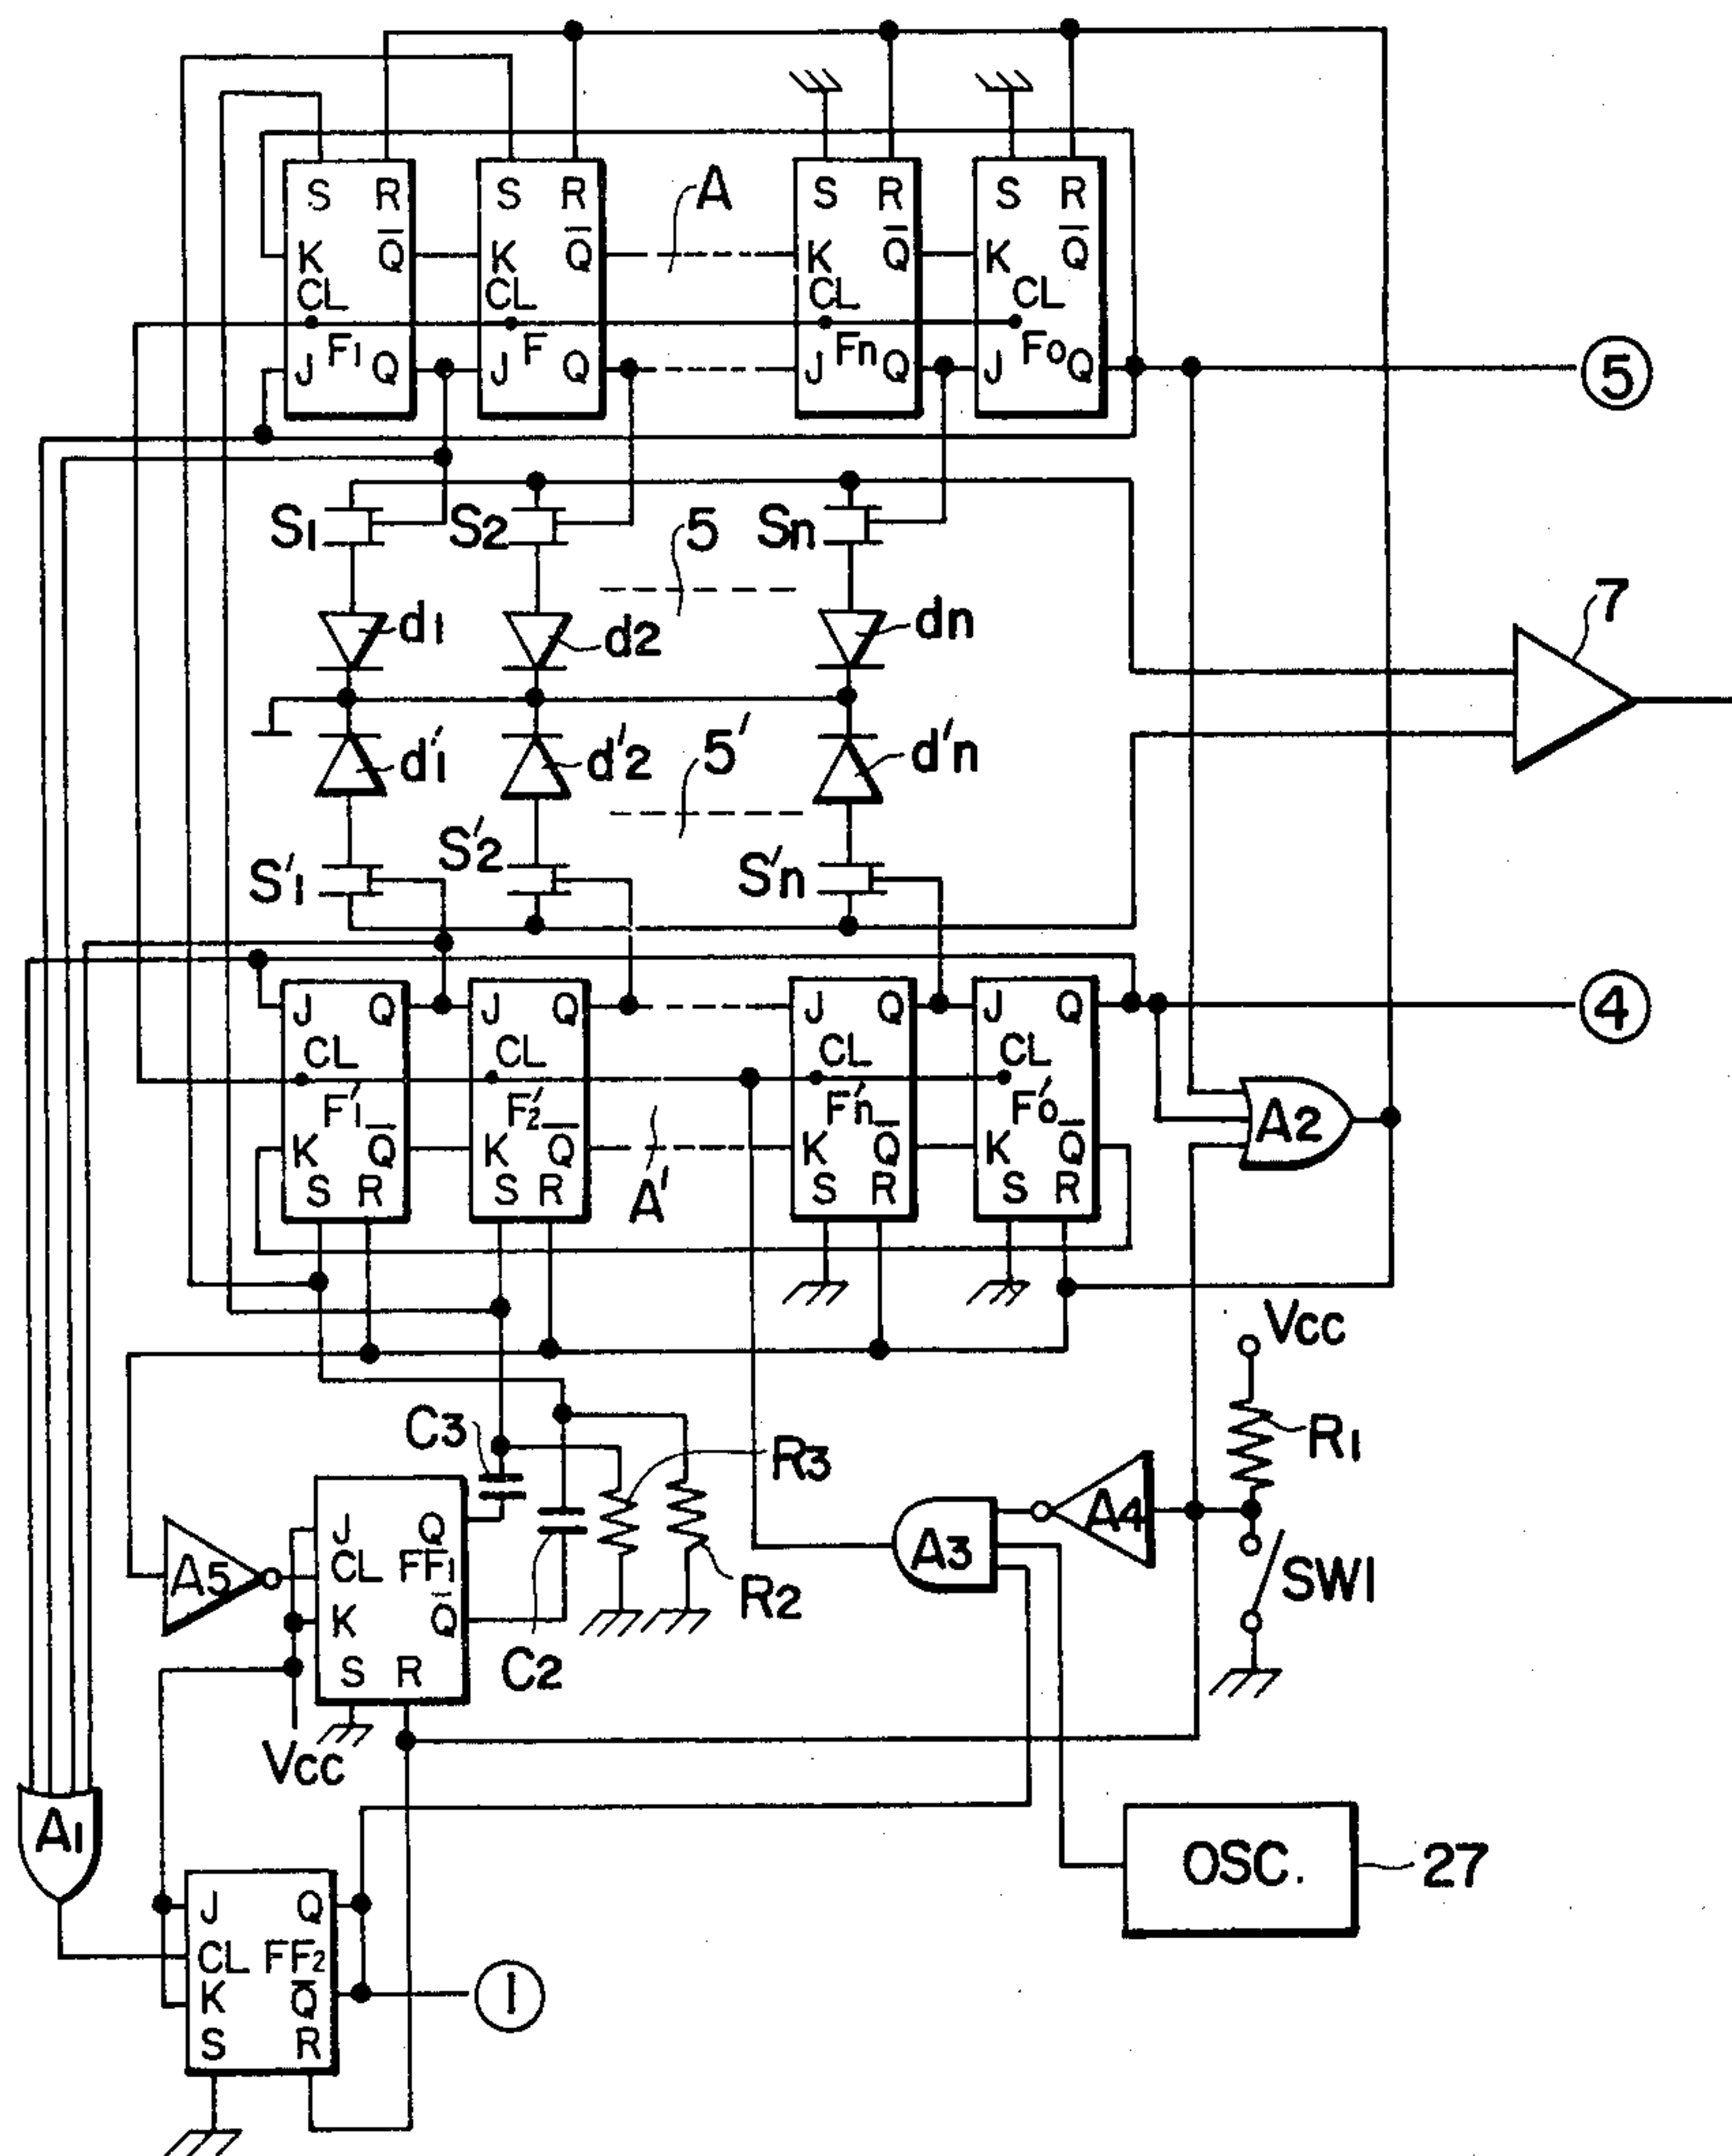 S R S R A S R S R
K Q̅ K Q̅ K Q̅ K Q̅
CL CL CL CL
F1 F Fn Fo
J Q J Q J Q J Q ⑤
S1 S2 5 Sn
7
d1 d2 dn
d'1 d'2 5' d'n
S'1 S'2 S'n
J Q J Q J Q J Q ④
CL CL CL CL
F'1 F'2 F'n F'o A2
K Q̅ K Q̅ K Q̅ K Q̅
S R S R A' S R S R
Vcc
C3 R3 R1
J Q A3 A4
A5 CL FF1 SW1
K Q̅ R2
S R C2
Vcc
A1 OSC. 27
J Q
CL FF2
K Q̅ ①
S R